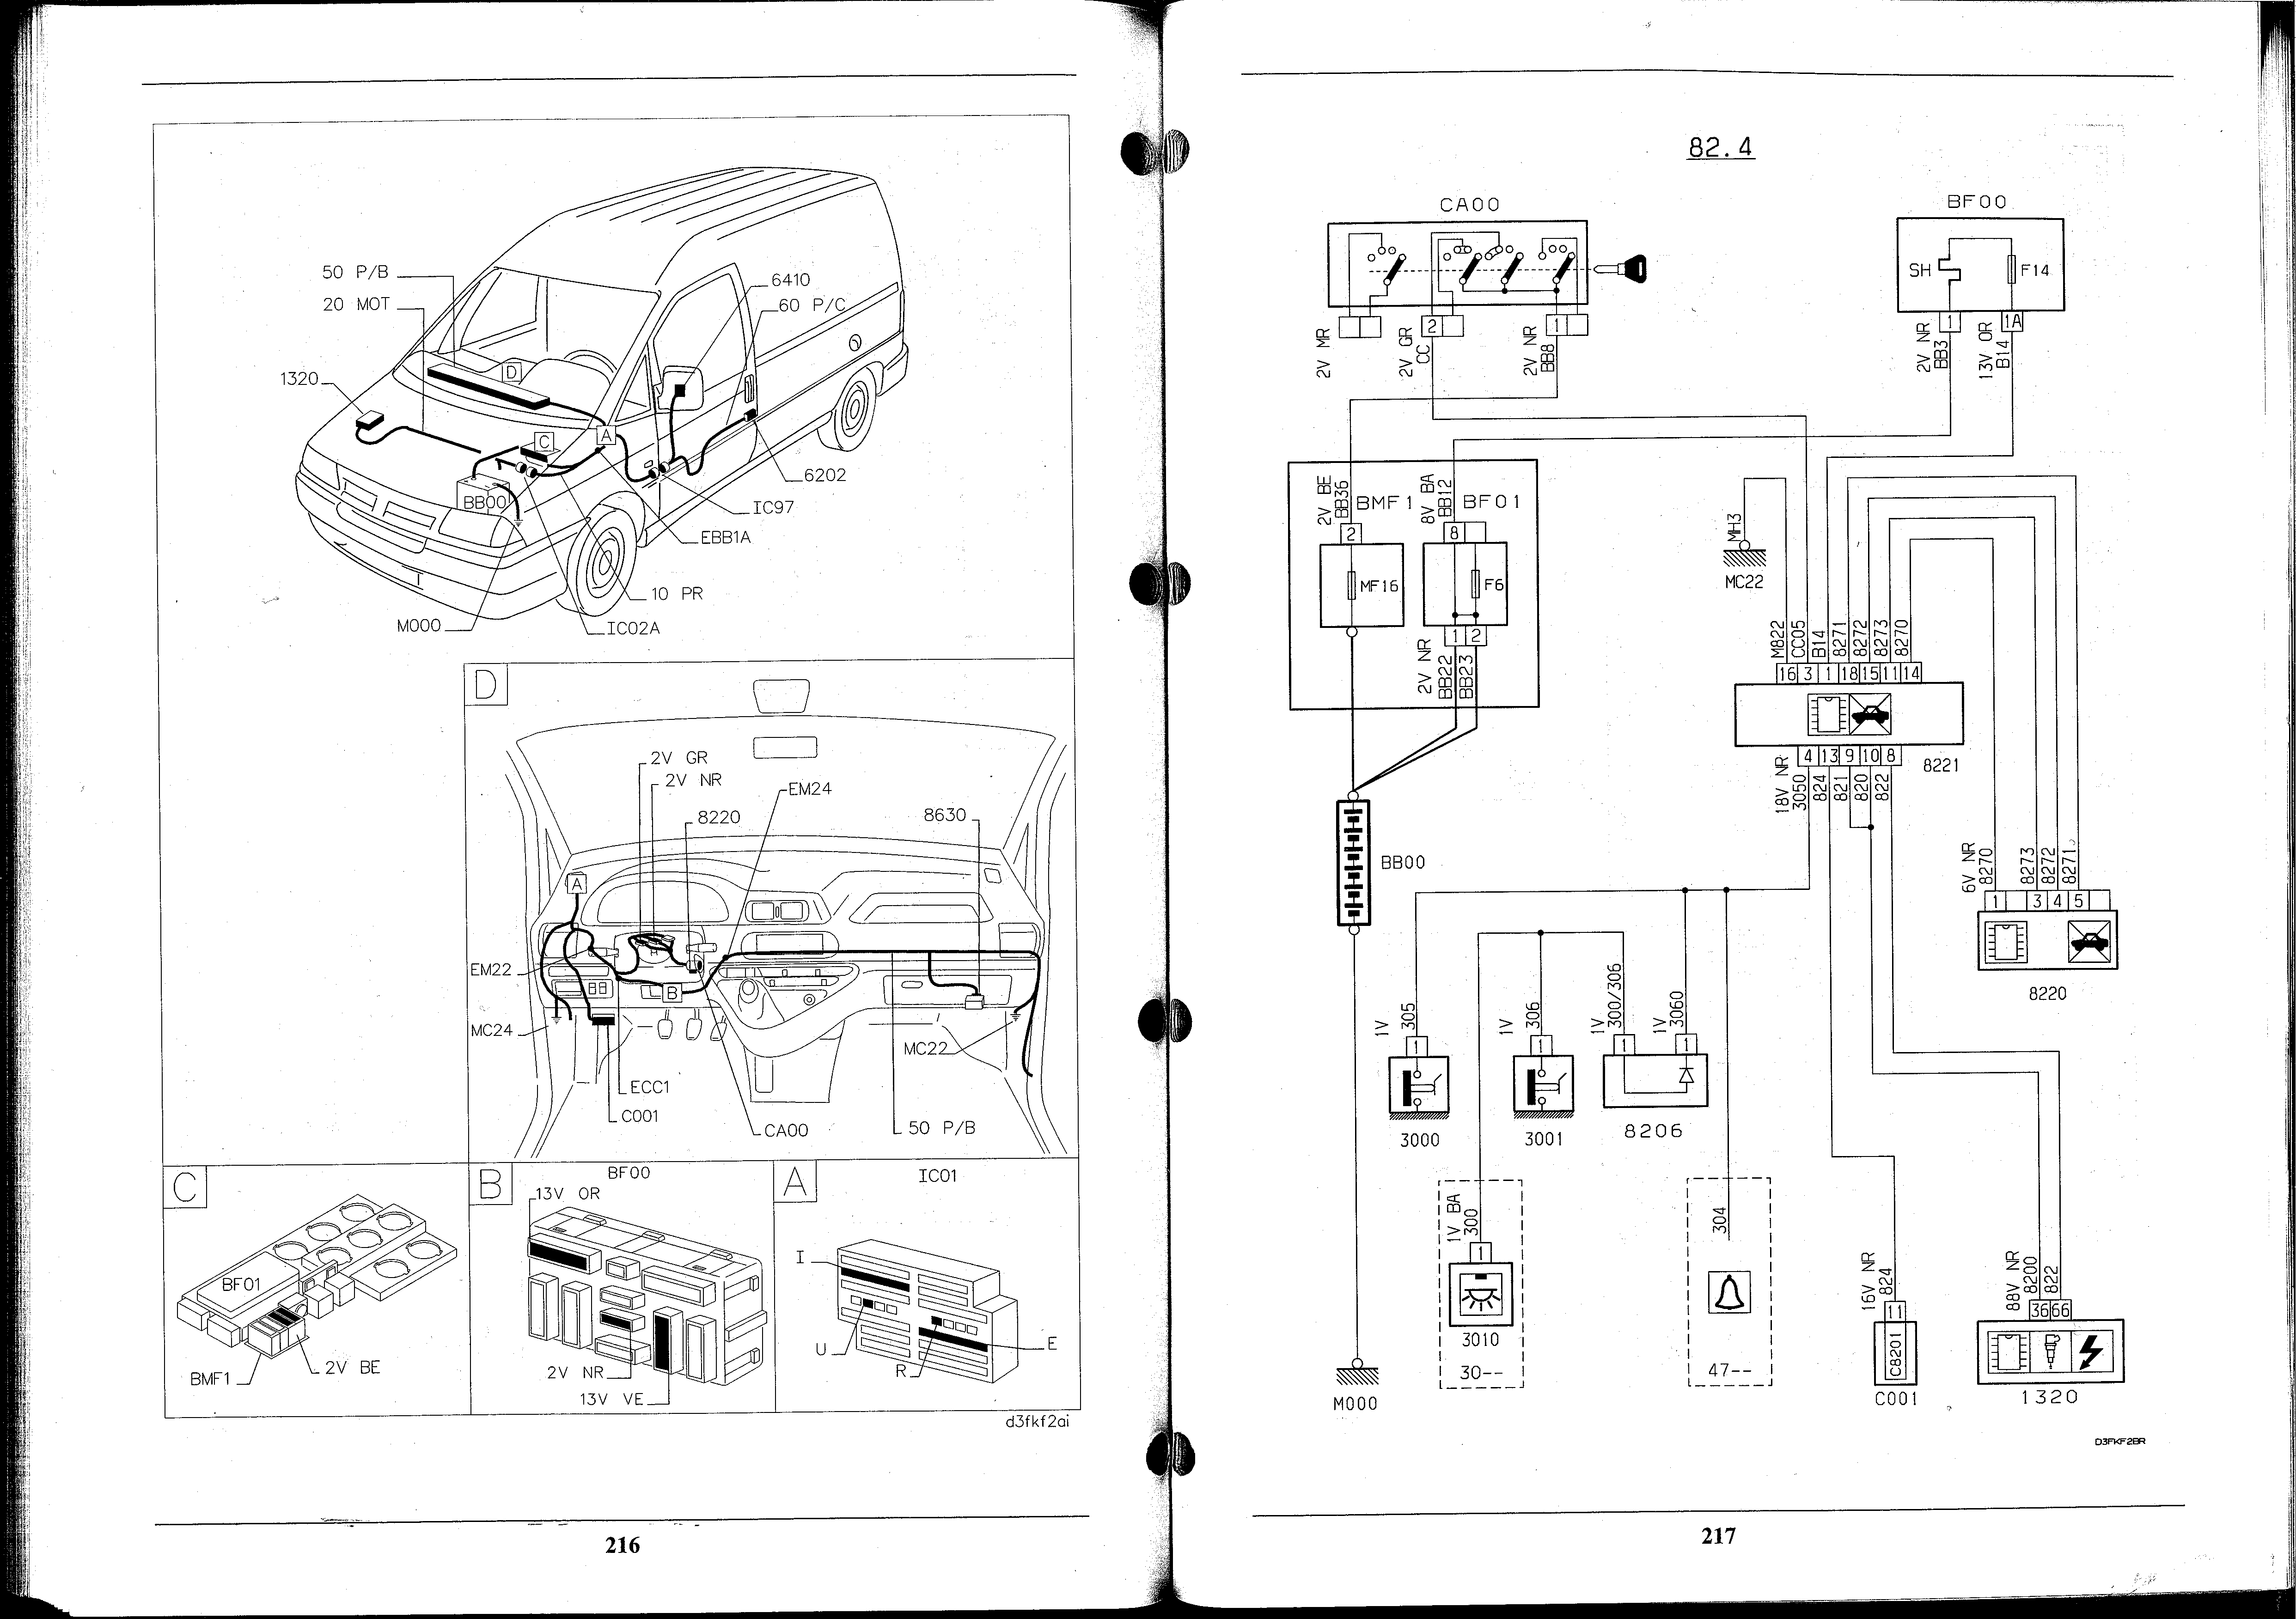 50 P/B
20 MOT
1320
6410
60 P/C
D
A
C
BB00
6202
IC97
EBB1A
10 PR
M000
IC02A
D
2V GR
2V NR
EM24
8220
8630
A
EM22
B
MC24
MC22
ECC1
C001
CA00
50 P/B
C
BF01
BMF1
2V BE
B
BF00
13V OR
2V NR
13V VE
A
IC01
I
U
R
E
d3fkf2ai
216
82.4
CA00
BF00
SH
F14
2
1
1
1A
2V MR
2V GR
CC
2V NR
BB8
2V NR
BB3
13V OR
B14
2V BE
BB36
BMF1
8V BA
BB12
BF01
2
8
MF16
F6
1 2
2V NR
BB22
BB23
MH3
MC22
M822
CC05
B14
8271
8272
8273
8270
16 3 1 18 15 11 14
4 13 9 10 8
8221
18V NR
3050
824
821
820
822
BB00
6V NR
8270
8273
8272
8271
1 3 4 5
8220
1V
305
1
3000
1V
306
1
3001
1V
300/306
1
1V
3060
1
8206
1V BA
300
1
3010
30--
304
47--
16V NR
824
11
C8201
C001
88V NR
8200
822
36 66
1320
M000
D3FKF2BR
217